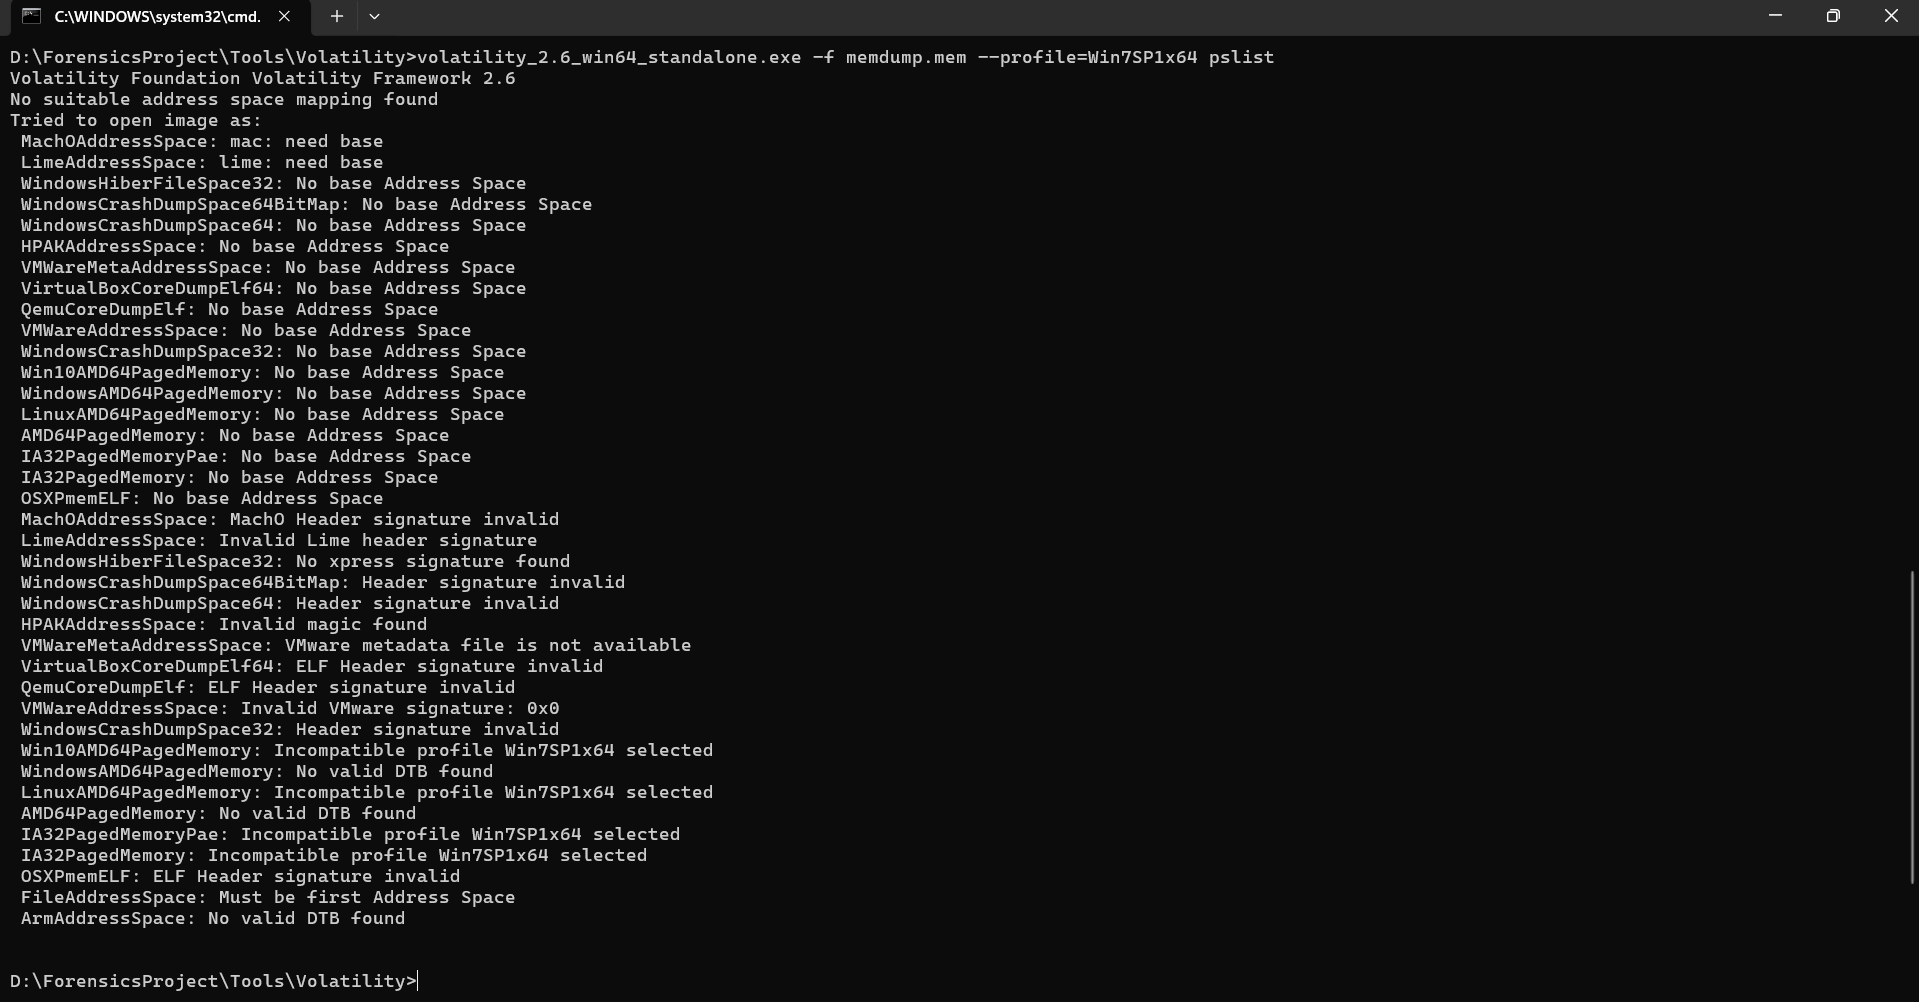 C:\WINDOWS\system32\cmd.
D:\ForensicsProject\Tools\Volatility>volatility_2.6_win64_standalone.exe -f memdump.mem --profile=Win7SP1x64 pslist
Volatility Foundation Volatility Framework 2.6
No suitable address space mapping found
Tried to open image as:
 MachOAddressSpace: mac: need base
 LimeAddressSpace: lime: need base
 WindowsHiberFileSpace32: No base Address Space
 WindowsCrashDumpSpace64BitMap: No base Address Space
 WindowsCrashDumpSpace64: No base Address Space
 HPAKAddressSpace: No base Address Space
 VMWareMetaAddressSpace: No base Address Space
 VirtualBoxCoreDumpElf64: No base Address Space
 QemuCoreDumpElf: No base Address Space
 VMWareAddressSpace: No base Address Space
 WindowsCrashDumpSpace32: No base Address Space
 Win10AMD64PagedMemory: No base Address Space
 WindowsAMD64PagedMemory: No base Address Space
 LinuxAMD64PagedMemory: No base Address Space
 AMD64PagedMemory: No base Address Space
 IA32PagedMemoryPae: No base Address Space
 IA32PagedMemory: No base Address Space
 OSXPmemELF: No base Address Space
 MachOAddressSpace: MachO Header signature invalid
 LimeAddressSpace: Invalid Lime header signature
 WindowsHiberFileSpace32: No xpress signature found
 WindowsCrashDumpSpace64BitMap: Header signature invalid
 WindowsCrashDumpSpace64: Header signature invalid
 HPAKAddressSpace: Invalid magic found
 VMWareMetaAddressSpace: VMware metadata file is not available
 VirtualBoxCoreDumpElf64: ELF Header signature invalid
 QemuCoreDumpElf: ELF Header signature invalid
 VMWareAddressSpace: Invalid VMware signature: 0x0
 WindowsCrashDumpSpace32: Header signature invalid
 Win10AMD64PagedMemory: Incompatible profile Win7SP1x64 selected
 WindowsAMD64PagedMemory: No valid DTB found
 LinuxAMD64PagedMemory: Incompatible profile Win7SP1x64 selected
 AMD64PagedMemory: No valid DTB found
 IA32PagedMemoryPae: Incompatible profile Win7SP1x64 selected
 IA32PagedMemory: Incompatible profile Win7SP1x64 selected
 OSXPmemELF: ELF Header signature invalid
 FileAddressSpace: Must be first Address Space
 ArmAddressSpace: No valid DTB found
D:\ForensicsProject\Tools\Volatility>